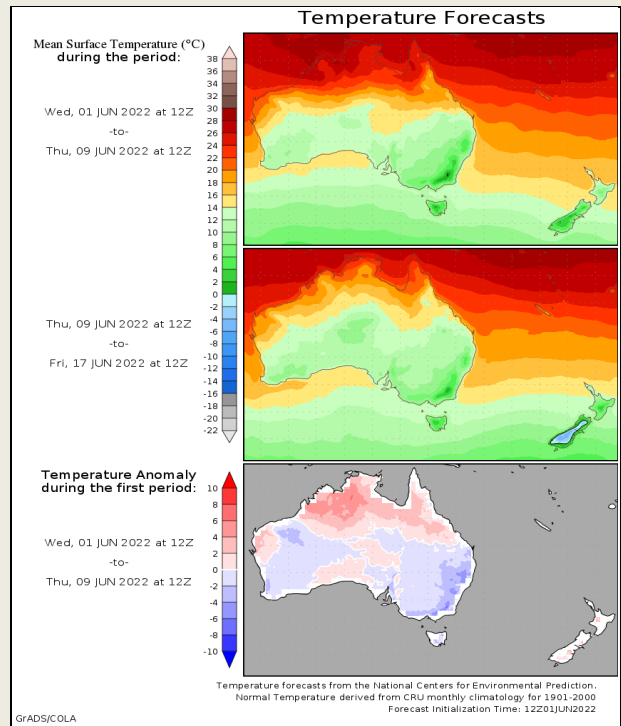 Temperature Forecasts
Mean Surface Temperature (°C)
during the period:
38
36
34
32
30
28
26
24
22
20
18
16
14
12
10
8
6
4
2
0
-2
-4
-6
-8
-10
-12
-14
-16
-18
-20
-22
Wed, 01 JUN 2022 at 12Z
-to-
Thu, 09 JUN 2022 at 12Z
Thu, 09 JUN 2022 at 12Z
-to-
Fri, 17 JUN 2022 at 12Z
Temperature Anomaly
during the first period:
10
8
6
4
2
0
-2
-4
-6
-8
-10
Wed, 01 JUN 2022 at 12Z
-to-
Thu, 09 JUN 2022 at 12Z
Temperature forecasts from the National Centers for Environmental Prediction.
Normal Temperature derived from CRU monthly climatology for 1901-2000
Forecast Initialization Time: 12Z01JUN2022
GrADS/COLA